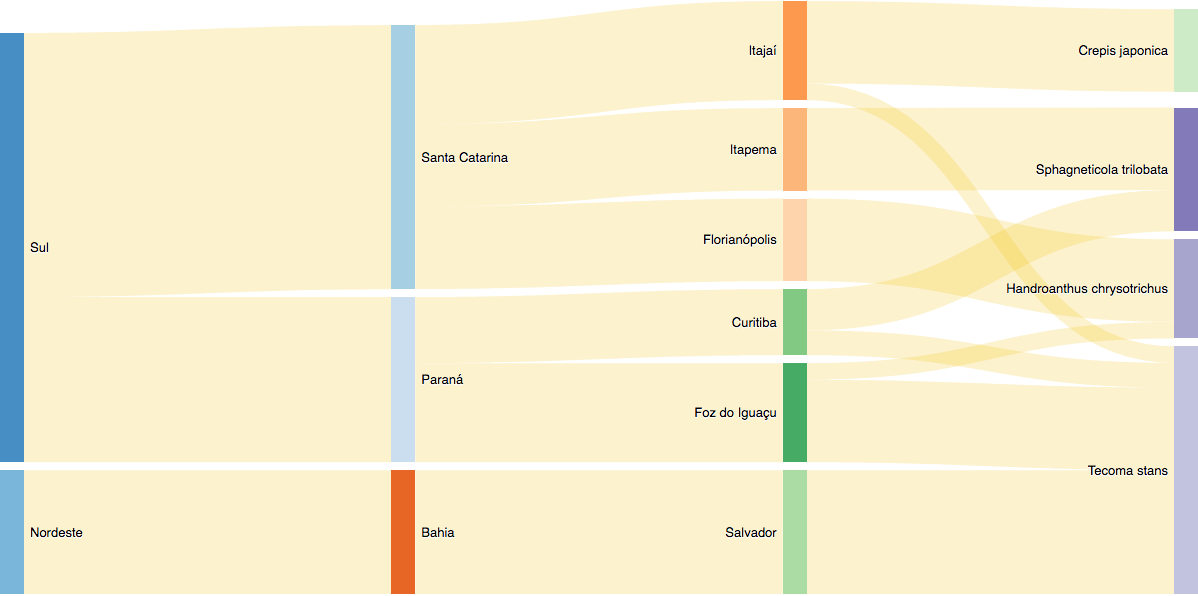 Sul
Nordeste
Santa Catarina
Paraná
Bahia
Itajaí
Itapema
Florianópolis
Curitiba
Foz do Iguaçu
Salvador
Crepis japonica
Sphagneticola trilobata
Handroanthus chrysotrichus
Tecoma stans